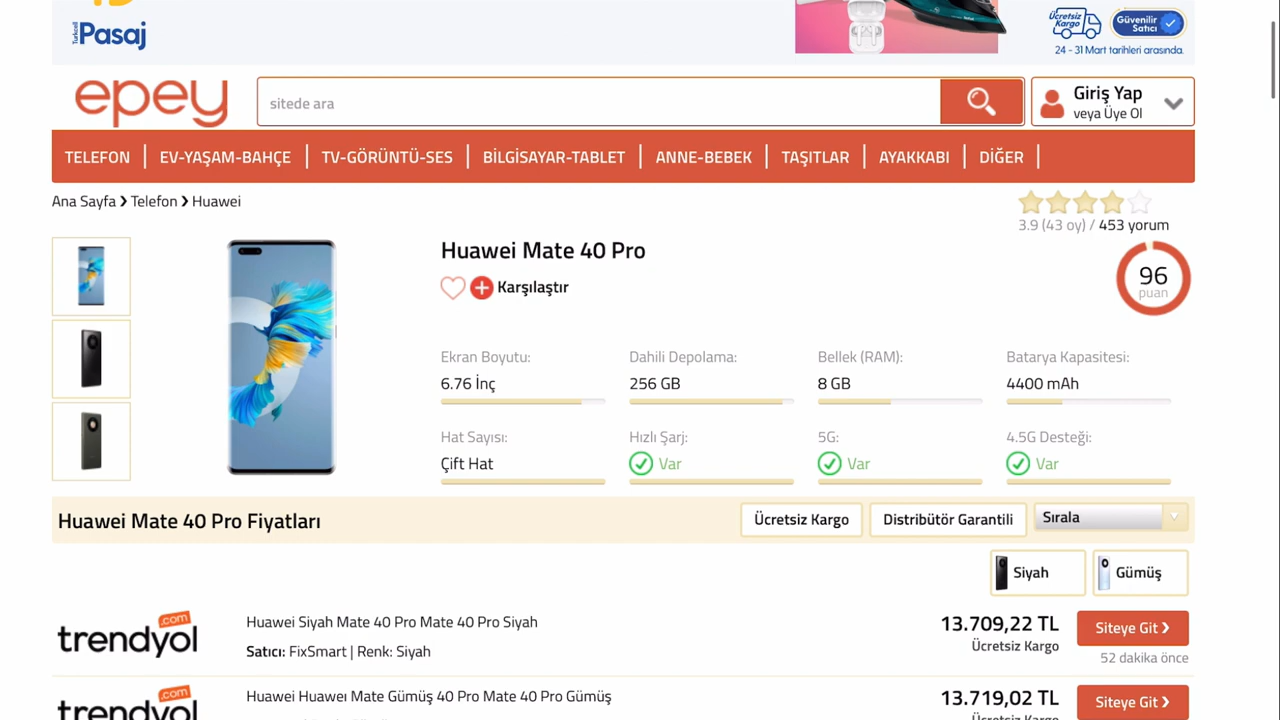 Turkcell
Pasaj
Ücretsiz
Kargo
Güvenilir
Satıcı
24 - 31 Mart tarihleri arasında.
epey
sitede ara
Giriş Yap
veya Üye Ol
TELEFON
EV-YAŞAM-BAHÇE
TV-GÖRÜNTÜ-SES
BİLGİSAYAR-TABLET
ANNE-BEBEK
TAŞITLAR
AYAKKABI
DİĞER
Ana Sayfa ❯ Telefon ❯ Huawei
3.9 (43 oy) / 453 yorum
Huawei Mate 40 Pro
Karşılaştır
96
puan
Ekran Boyutu:
6.76 İnç
Dahili Depolama:
256 GB
Bellek (RAM):
8 GB
Batarya Kapasitesi:
4400 mAh
Hat Sayısı:
Çift Hat
Hızlı Şarj:
Var
5G:
Var
4.5G Desteği:
Var
Huawei Mate 40 Pro Fiyatları
Ücretsiz Kargo
Distribütör Garantili
Sırala
Siyah
Gümüş
trendyol
.com
Huawei Siyah Mate 40 Pro Mate 40 Pro Siyah
Satıcı: FixSmart | Renk: Siyah
13.709,22 TL
Ücretsiz Kargo
Siteye Git ❯
52 dakika önce
trendyol
.com
Huawei Huaweı Mate Gümüş 40 Pro Mate 40 Pro Gümüş
13.719,02 TL
Ücretsiz Kargo
Siteye Git ❯